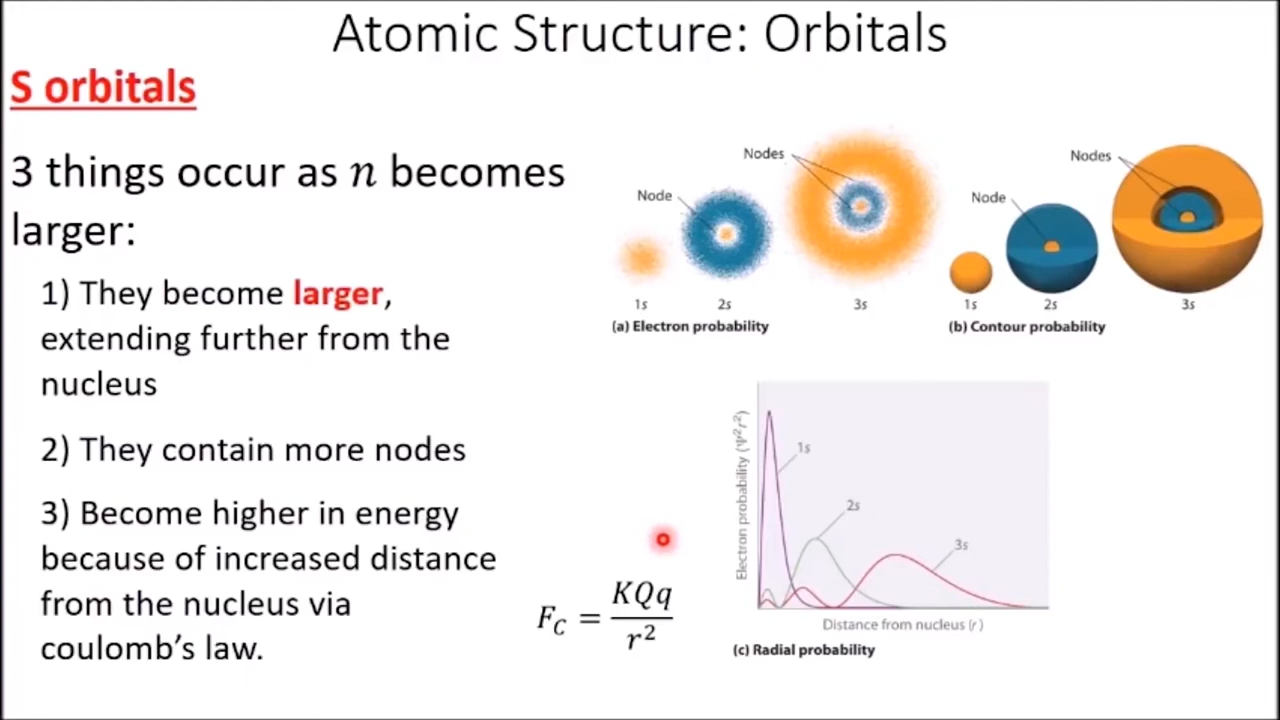 Atomic Structure: Orbitals
S orbitals
3 things occur as n becomes
larger:
1) They become larger,
extending further from the
nucleus
2) They contain more nodes
3) Become higher in energy
because of increased distance
from the nucleus via
coulomb's law.
F_C = KQq / r²
Node
Nodes
1s
2s
3s
(a) Electron probability
Node
Nodes
1s
2s
3s
(b) Contour probability
Electron probability (Ψ²r²)
1s
2s
3s
Distance from nucleus (r)
(c) Radial probability